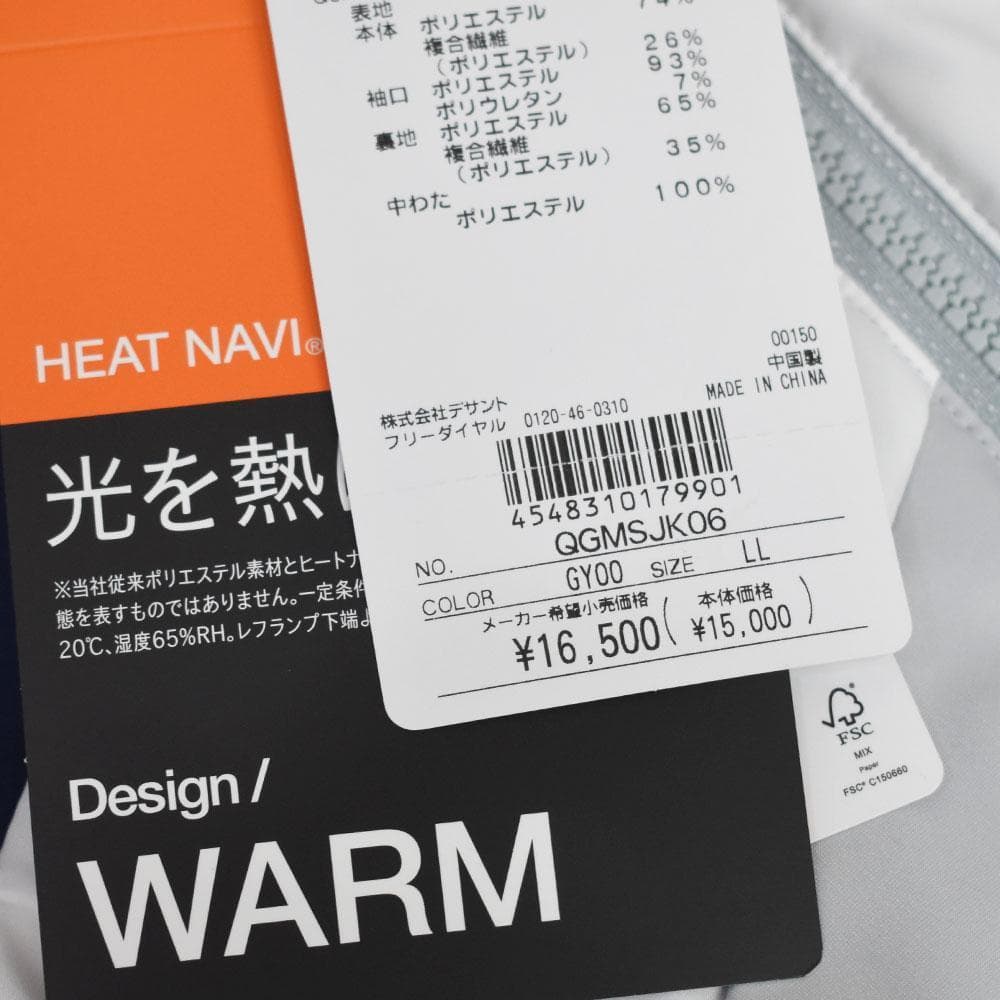 表地 本体 ポリエステル 74%
複合繊維
(ポリエステル) 26%
袖口 ポリエステル 93%
ポリウレタン 7%
裏地 ポリエステル 65%
複合繊維
(ポリエステル) 35%
中わた ポリエステル 100%
00150
中国製
MADE IN CHINA
株式会社デサント
フリーダイヤル 0120-46-0310
4548310179901
NO. QGMSJK06
COLOR GY00 SIZE LL
メーカー希望小売価格 (本体価格
¥16,500 ¥15,000)
HEAT NAVI®
光を熱
※当社従来ポリエステル素材とヒートナ
態を表すものではありません。一定条件
20℃、湿度65%RH。レフランプ下端よ
Design /
WARM
FSC
MIX
Paper
FSC® C150660